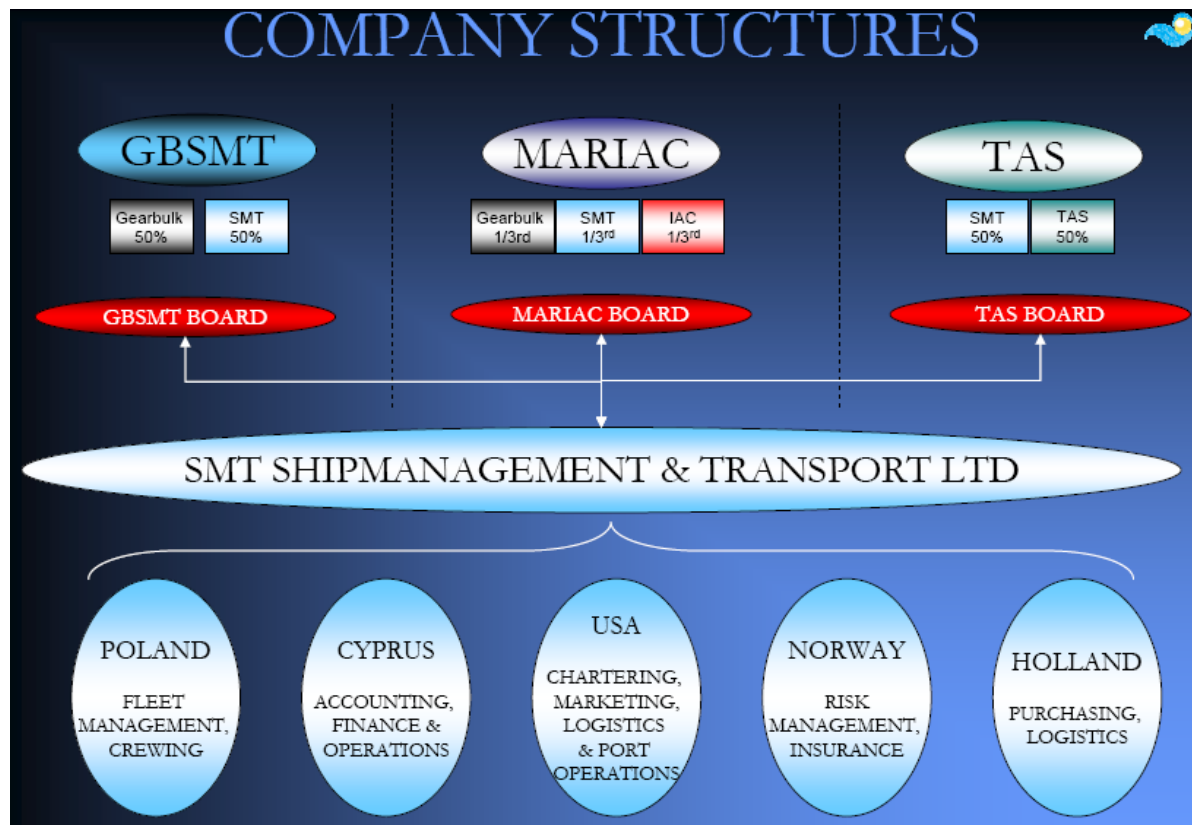 COMPANY STRUCTURES
GBSMT
MARIAC
TAS
Gearbulk
50%
SMT
50%
Gearbulk
1/3rd
SMT
1/3rd
IAC
1/3rd
SMT
50%
TAS
50%
GBSMT BOARD
MARIAC BOARD
TAS BOARD
SMT SHIPMANAGEMENT & TRANSPORT LTD
POLAND
FLEET
MANAGEMENT,
CREWING
CYPRUS
ACCOUNTING,
FINANCE &
OPERATIONS
USA
CHARTERING,
MARKETING,
LOGISTICS
& PORT
OPERATIONS
NORWAY
RISK
MANAGEMENT,
INSURANCE
HOLLAND
PURCHASING,
LOGISTICS